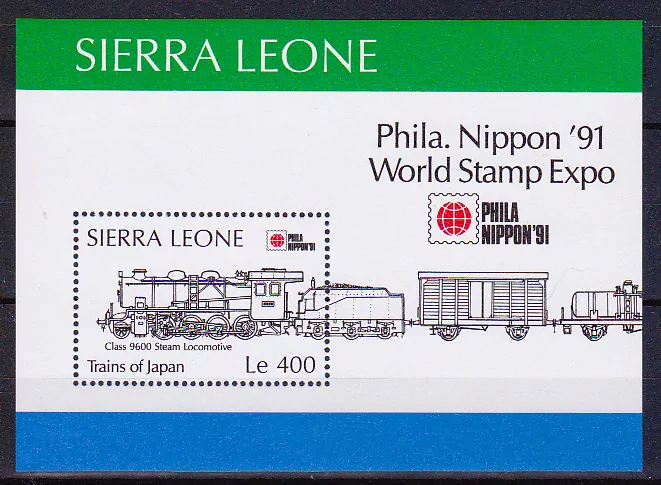 SIERRA LEONE
Phila. Nippon '91
World Stamp Expo
PHILA
NIPPON'91
SIERRA LEONE
PHILA
NIPPON'91
Class 9600 Steam Locomotive
Trains of Japan
Le 400